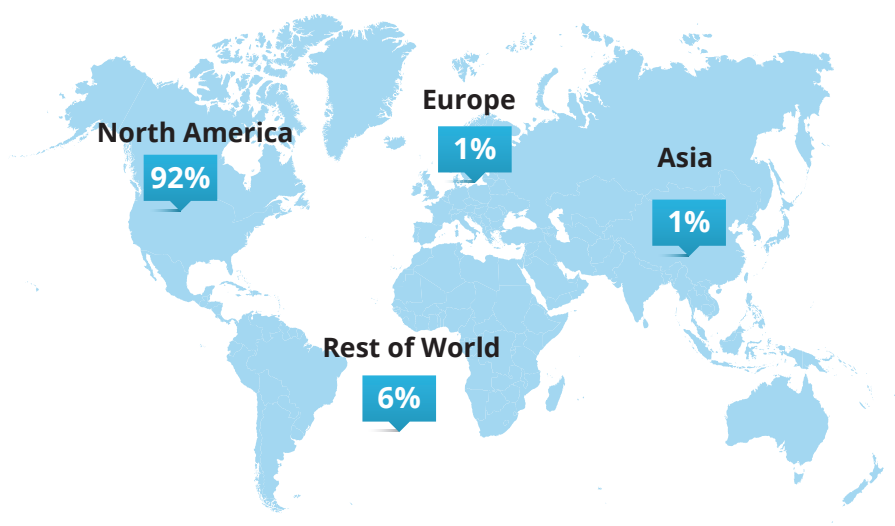 Europe
1%
North America
92%
Asia
1%
Rest of World
6%